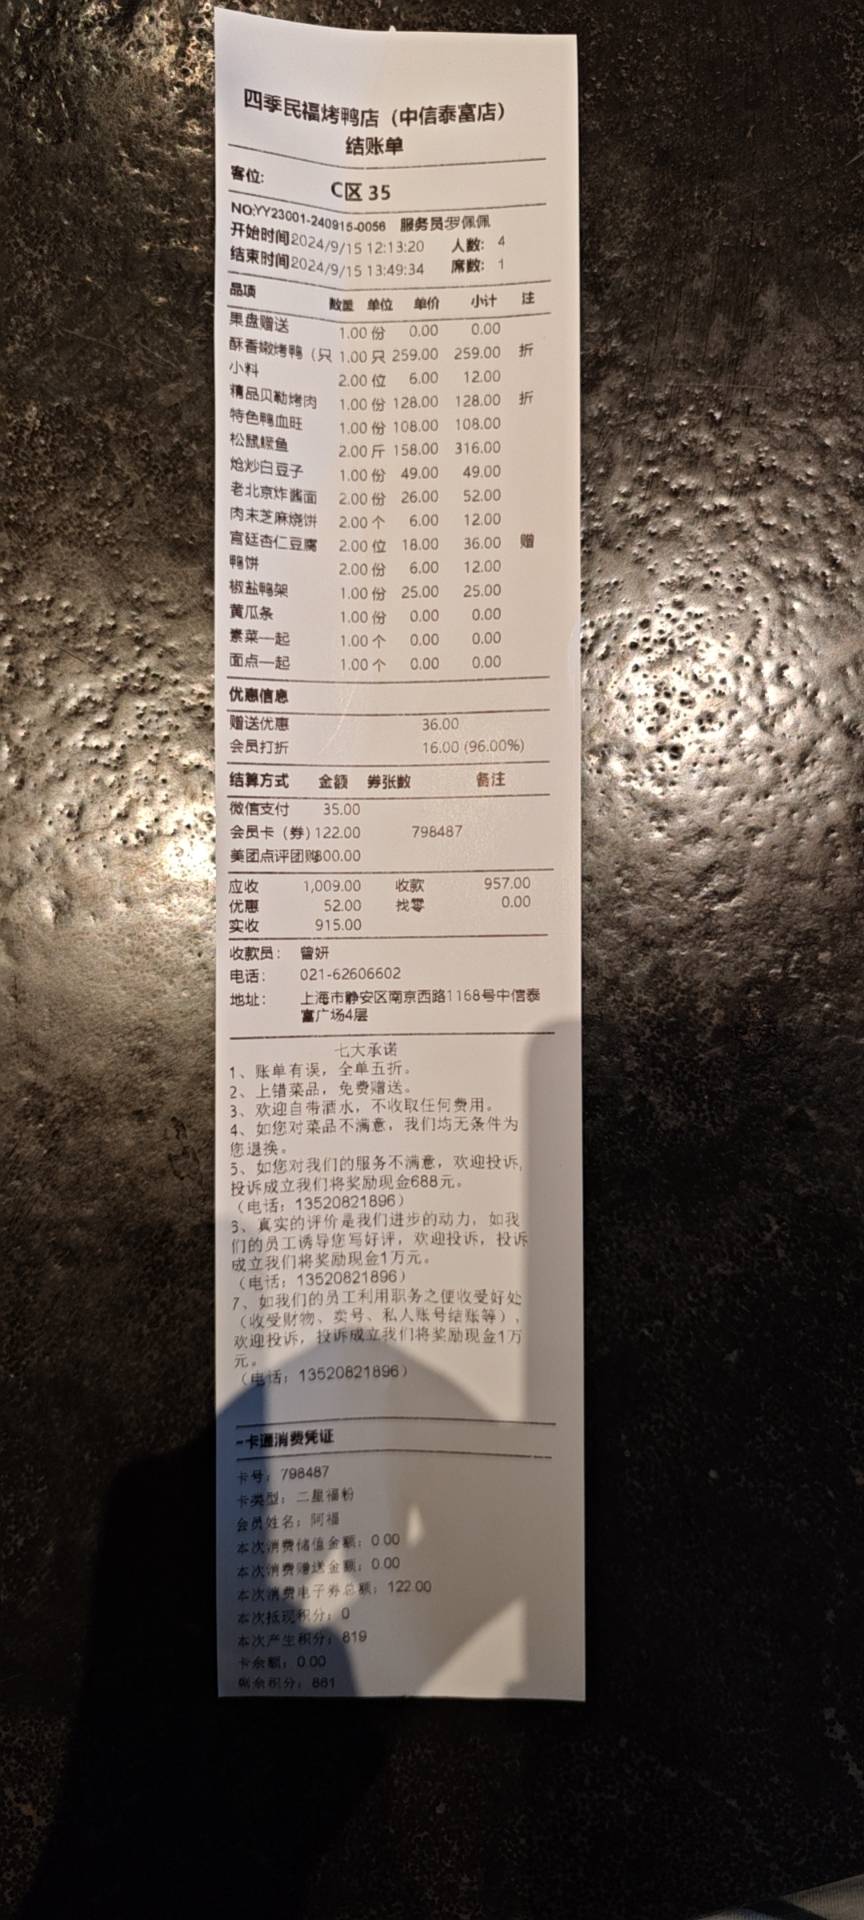 四季民福烤鸭店（中信泰富店）
结账单
客位: C区 35
NO:YY23001-240915-0056 服务员:罗佩佩
开始时间2024/9/15 12:13:20 人数: 4
结束时间2024/9/15 13:49:34 席数: 1
品项 数量 单位 单价 小计 注
果盘赠送 1.00 份 0.00 0.00
酥香嫩烤鸭（只 1.00 只 259.00 259.00 折
小料 2.00 位 6.00 12.00
精品贝勒烤肉 1.00 份 128.00 128.00 折
特色鸭血旺 1.00 份 108.00 108.00
松鼠鳜鱼 2.00 斤 158.00 316.00
炝炒白豆子 1.00 份 49.00 49.00
老北京炸酱面 2.00 份 26.00 52.00
肉末芝麻烧饼 2.00 个 6.00 12.00
宫廷杏仁豆腐 2.00 位 18.00 36.00 赠
鸭饼 2.00 份 6.00 12.00
椒盐鸭架 1.00 份 25.00 25.00
黄瓜条 1.00 份 0.00 0.00
素菜一起 1.00 个 0.00 0.00
面点一起 1.00 个 0.00 0.00
优惠信息
赠送优惠 36.00
会员打折 16.00 (96.00%)
结算方式 金额 券张数 备注
微信支付 35.00
会员卡（券）122.00 798487
美团点评团购800.00
应收 1,009.00 收款 957.00
优惠 52.00 找零 0.00
实收 915.00
收款员: 曾妍
电话: 021-62606602
地址: 上海市静安区南京西路1168号中信泰
富广场4层
七大承诺
1、账单有误，全单五折。
2、上错菜品，免费赠送。
3、欢迎自带酒水，不收取任何费用。
4、如您对菜品不满意，我们均无条件为
您退换。
5、如您对我们的服务不满意，欢迎投诉,
投诉成立我们将奖励现金688元。
（电话：13520821896）
6、真实的评价是我们进步的动力，如我
们的员工诱导您写好评，欢迎投诉，投诉
成立我们将奖励现金1万元。
（电话：13520821896）
7、如我们的员工利用职务之便收受好处
（收受财物、卖号、私人账号结账等），
欢迎投诉，投诉成立我们将奖励现金1万
元。
（电话：13520821896）
一卡通消费凭证
卡号：798487
卡类型：二星福粉
会员姓名：阿福
本次消费储值金额：0.00
本次消费赠送金额：0.00
本次消费电子券总额：122.00
本次抵现积分：0
本次产生积分：819
卡余额：0.00
剩余积分：881